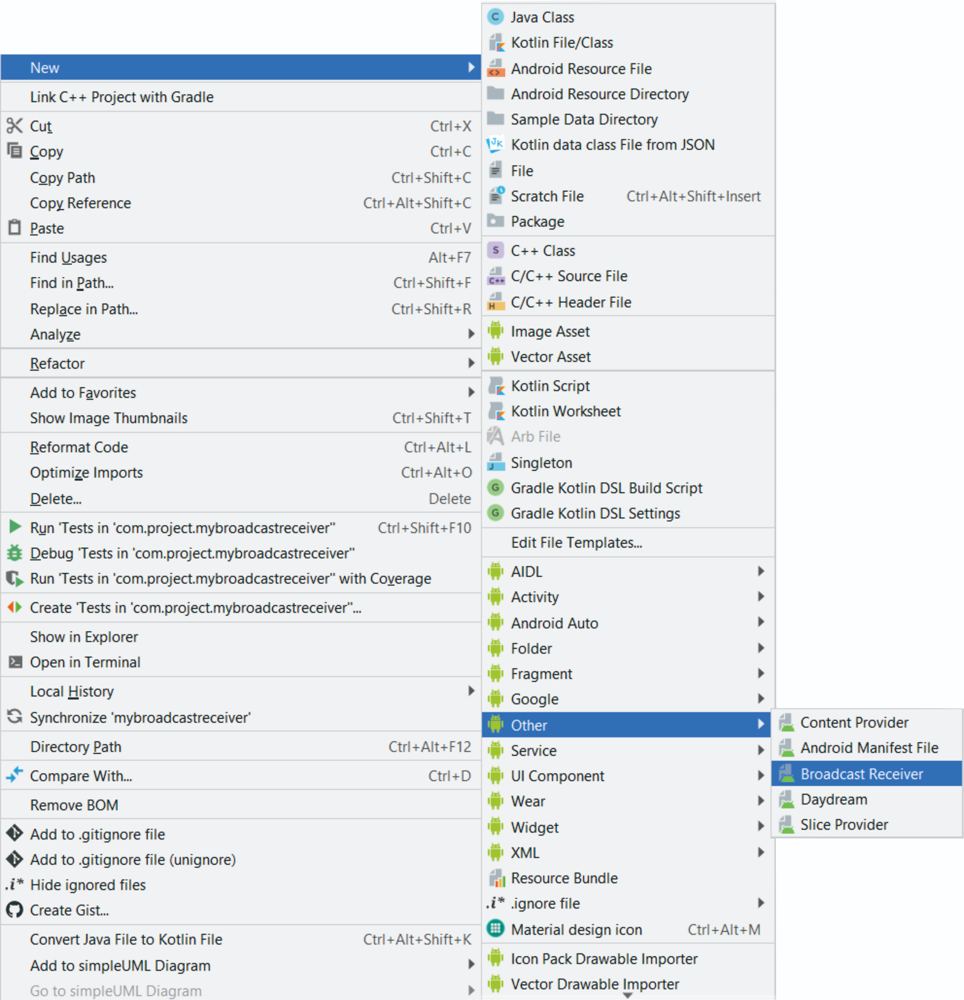 New
Link C++ Project with Gradle
Cut Ctrl+X
Copy Ctrl+C
Copy Path Ctrl+Shift+C
Copy Reference Ctrl+Alt+Shift+C
Paste Ctrl+V
Find Usages Alt+F7
Find in Path... Ctrl+Shift+F
Replace in Path... Ctrl+Shift+R
Analyze
Refactor
Add to Favorites
Show Image Thumbnails Ctrl+Shift+T
Reformat Code Ctrl+Alt+L
Optimize Imports Ctrl+Alt+O
Delete... Delete
Run 'Tests in 'com.project.mybroadcastreceiver'' Ctrl+Shift+F10
Debug 'Tests in 'com.project.mybroadcastreceiver''
Run 'Tests in 'com.project.mybroadcastreceiver'' with Coverage
Create 'Tests in 'com.project.mybroadcastreceiver''...
Show in Explorer
Open in Terminal
Local History
Synchronize 'mybroadcastreceiver'
Directory Path Ctrl+Alt+F12
Compare With... Ctrl+D
Remove BOM
Add to .gitignore file
Add to .gitignore file (unignore)
.i* Hide ignored files
Create Gist...
Convert Java File to Kotlin File Ctrl+Alt+Shift+K
Add to simpleUML Diagram
Go to simpleUML Diagram
C Java Class
Kotlin File/Class
<> Android Resource File
Android Resource Directory
Sample Data Directory
JK Kotlin data class File from JSON
File
Scratch File Ctrl+Alt+Shift+Insert
Package
S C++ Class
C++ C/C++ Source File
H C/C++ Header File
Image Asset
Vector Asset
Kotlin Script
Kotlin Worksheet
Arb File
J Singleton
G Gradle Kotlin DSL Build Script
G Gradle Kotlin DSL Settings
Edit File Templates...
AIDL
Activity
Android Auto
Folder
Fragment
Google
Other
Service
UI Component
Wear
Widget
XML
Resource Bundle
.i* .ignore file
Material design icon Ctrl+Alt+M
Icon Pack Drawable Importer
Vector Drawable Importer
Content Provider
Android Manifest File
Broadcast Receiver
Daydream
Slice Provider